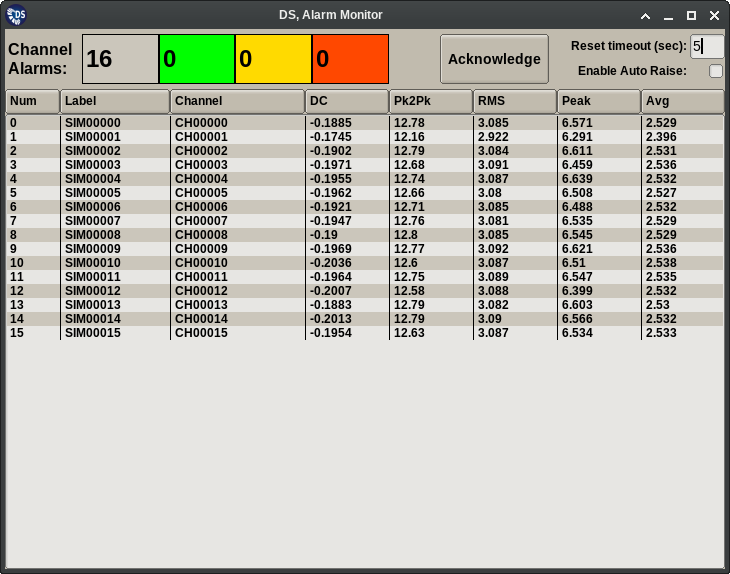 DS DS, Alarm Monitor
Channel Alarms: 16 0 0 0 Acknowledge Reset timeout (sec): 5
Enable Auto Raise:
Num Label Channel DC Pk2Pk RMS Peak Avg
0 SIM00000 CH00000 -0.1885 12.78 3.085 6.571 2.529
1 SIM00001 CH00001 -0.1745 12.16 2.922 6.291 2.396
2 SIM00002 CH00002 -0.1902 12.79 3.084 6.611 2.531
3 SIM00003 CH00003 -0.1971 12.68 3.091 6.459 2.536
4 SIM00004 CH00004 -0.1955 12.74 3.087 6.639 2.532
5 SIM00005 CH00005 -0.1962 12.66 3.08 6.508 2.527
6 SIM00006 CH00006 -0.1921 12.71 3.085 6.488 2.532
7 SIM00007 CH00007 -0.1947 12.76 3.081 6.535 2.529
8 SIM00008 CH00008 -0.19 12.8 3.085 6.545 2.529
9 SIM00009 CH00009 -0.1969 12.77 3.092 6.621 2.536
10 SIM00010 CH00010 -0.2036 12.6 3.087 6.51 2.538
11 SIM00011 CH00011 -0.1964 12.75 3.089 6.547 2.535
12 SIM00012 CH00012 -0.2007 12.58 3.088 6.399 2.532
13 SIM00013 CH00013 -0.1883 12.79 3.082 6.603 2.53
14 SIM00014 CH00014 -0.2013 12.79 3.09 6.566 2.532
15 SIM00015 CH00015 -0.1954 12.63 3.087 6.534 2.533